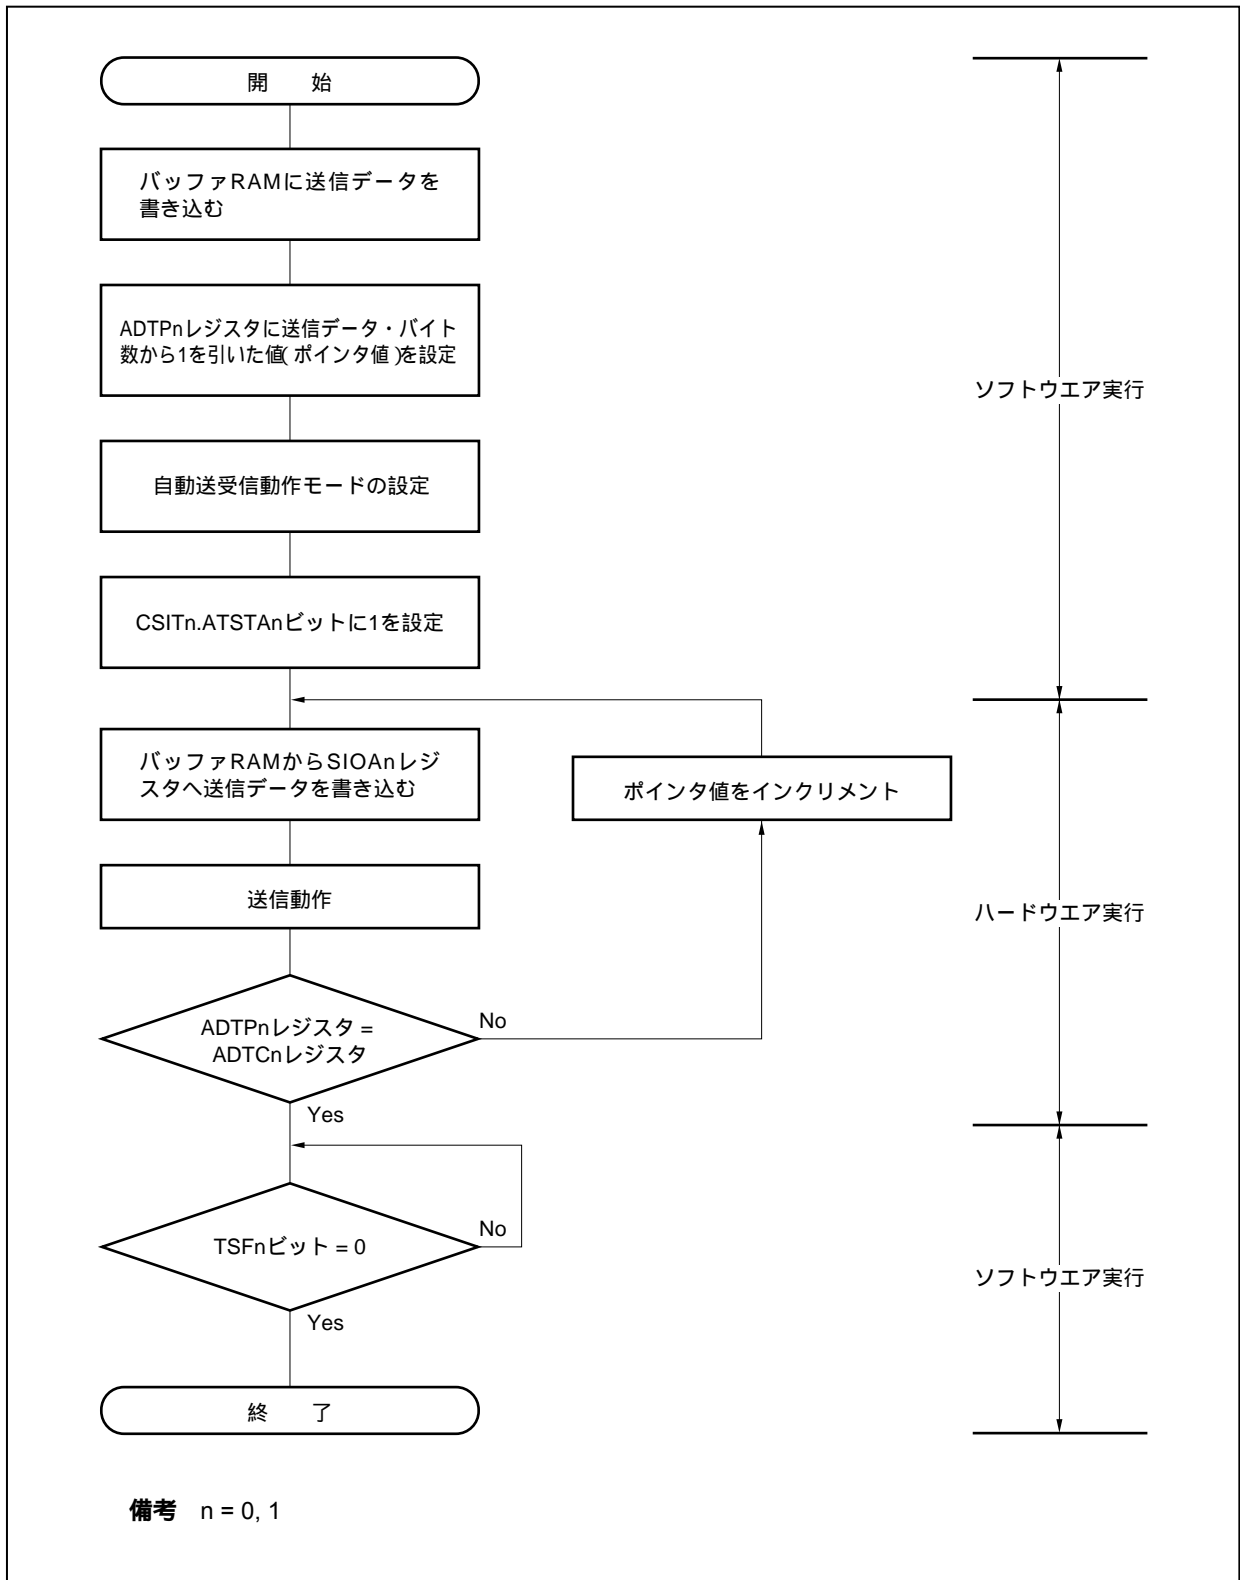 開 始
バッファRAMに送信データを
書き込む
ADTPnレジスタに送信データ・バイト
数から1を引いた値(ポインタ値)を設定
自動送受信動作モードの設定
CSITn.ATSTAnビットに1を設定
ソフトウエア実行
バッファRAMからSIOAnレジ
スタへ送信データを書き込む
ポインタ値をインクリメント
送信動作
ハードウエア実行
ADTPnレジスタ =
ADTCnレジスタ
No
Yes
TSFnビット = 0
No
Yes
ソフトウエア実行
終 了
備考 n = 0, 1